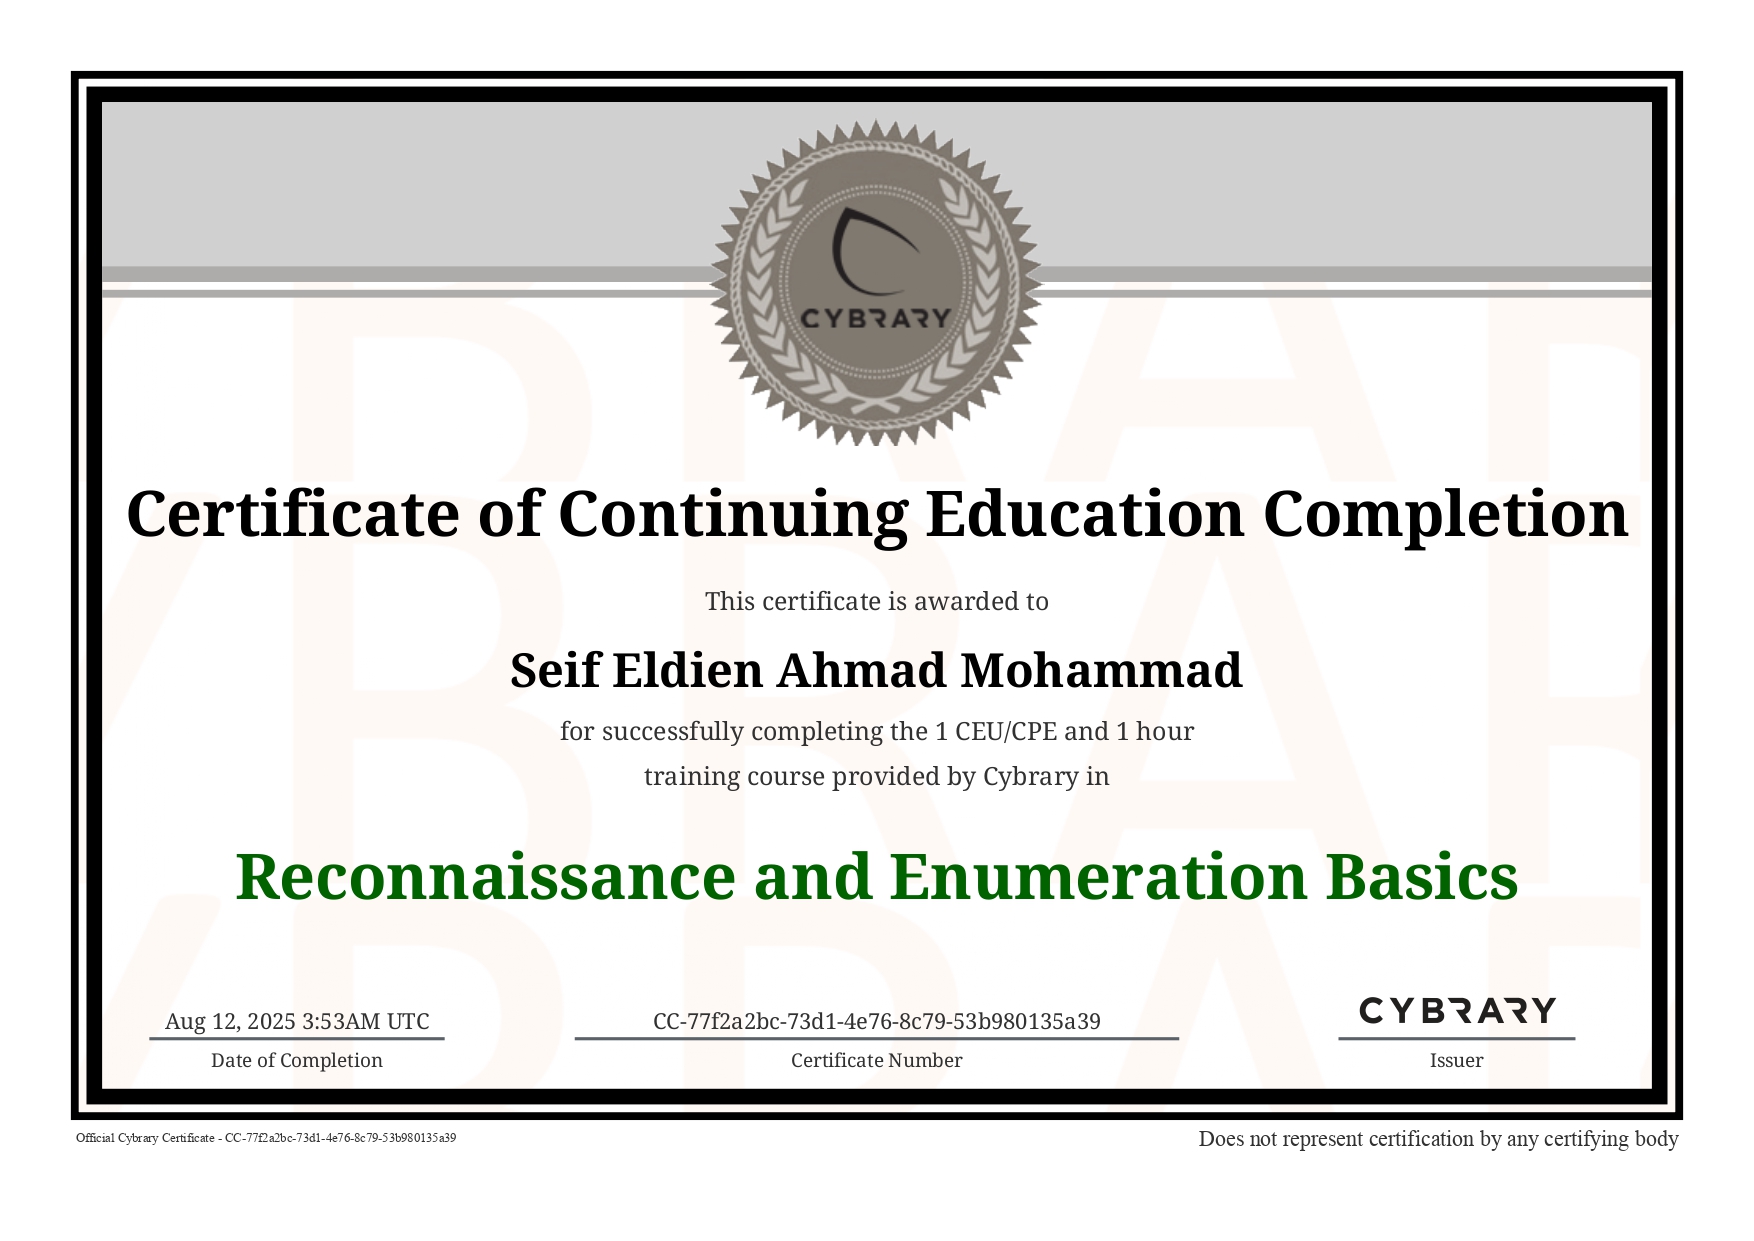 CYBRARY
Certificate of Continuing Education Completion
This certificate is awarded to
Seif Eldien Ahmad Mohammad
for successfully completing the 1 CEU/CPE and 1 hour
training course provided by Cybrary in
Reconnaissance and Enumeration Basics
Aug 12, 2025 3:53AM UTC
Date of Completion
CC-77f2a2bc-73d1-4e76-8c79-53b980135a39
Certificate Number
CYBRARY
Issuer
Official Cybrary Certificate - CC-77f2a2bc-73d1-4e76-8c79-53b980135a39
Does not represent certification by any certifying body